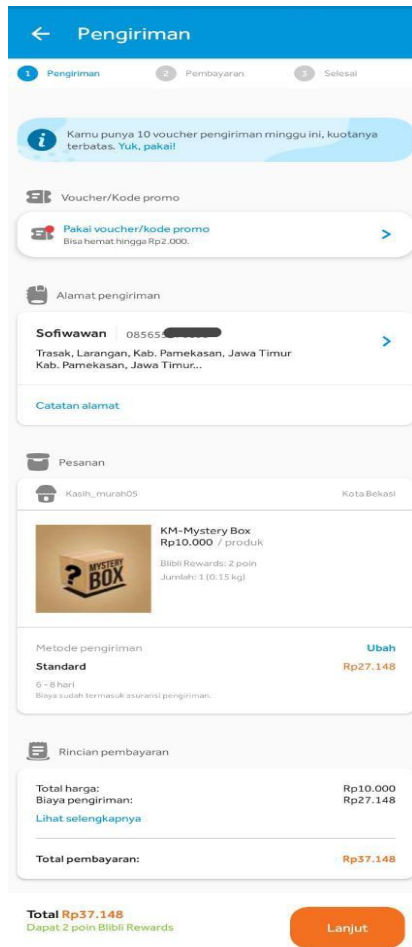 Pengiriman
1 Pengiriman 2 Pembayaran 3 Selesai
Kamu punya 10 voucher pengiriman minggu ini, kuotanya
terbatas. Yuk, pakai!
Voucher/Kode promo
Pakai voucher/kode promo
Bisa hemat hingga Rp2.000.
Alamat pengiriman
Sofiwawan 085655
Trasak, Larangan, Kab. Pamekasan, Jawa Timur
Kab. Pamekasan, Jawa Timur...
Catatan alamat
Pesanan
Kasih_murah05 Kota Bekasi
? MYSTERY
BOX
KM-Mystery Box
Rp10.000 / produk
Blibli Rewards: 2 poin
Jumlah: 1 (0.15 kg)
Metode pengiriman Ubah
Standard Rp27.148
6 - 8 hari
Biaya sudah termasuk asuransi pengiriman.
Rincian pembayaran
Total harga: Rp10.000
Biaya pengiriman: Rp27.148
Lihat selengkapnya
Total pembayaran: Rp37.148
Total Rp37.148
Dapat 2 poin Blibli Rewards
Lanjut